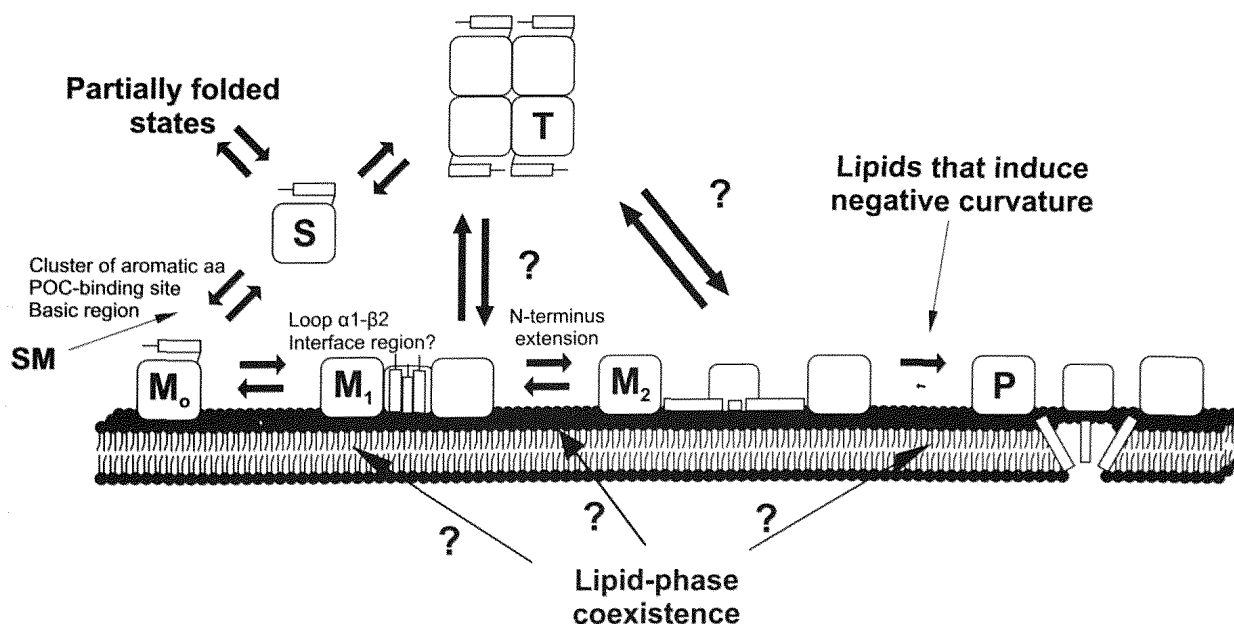 Partially folded
states
T
S
?
Lipids that induce
negative curvature
?
Cluster of aromatic aa
POC-binding site
Basic region
SM
Loop α1-β2
Interface region?
N-terminus
extension
Mo
M1
M2
P
?
?
?
Lipid-phase
coexistence